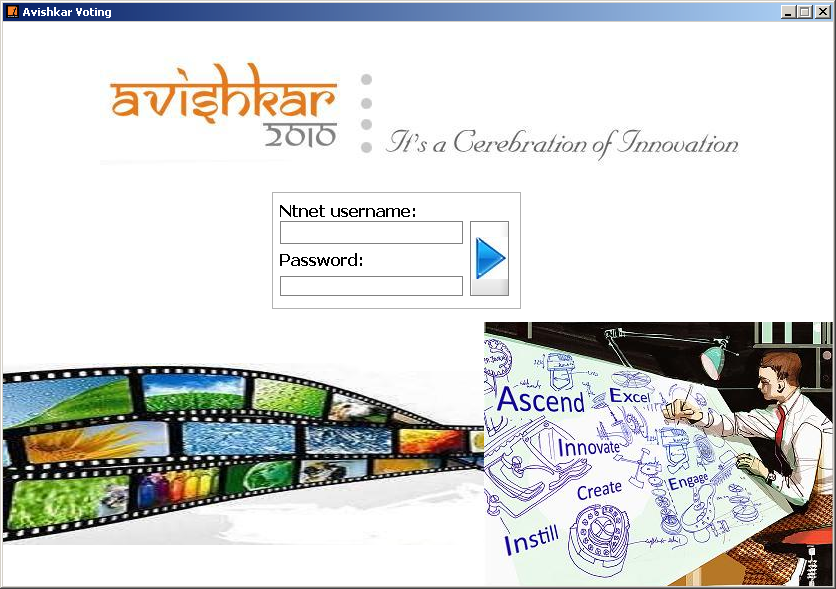 Avishkar Voting
avishkar
2010
It's a Cerebration of Innovation
Ntnet username:
Password:
Ascend
Excel
Innovate
Create
Engage
Instill